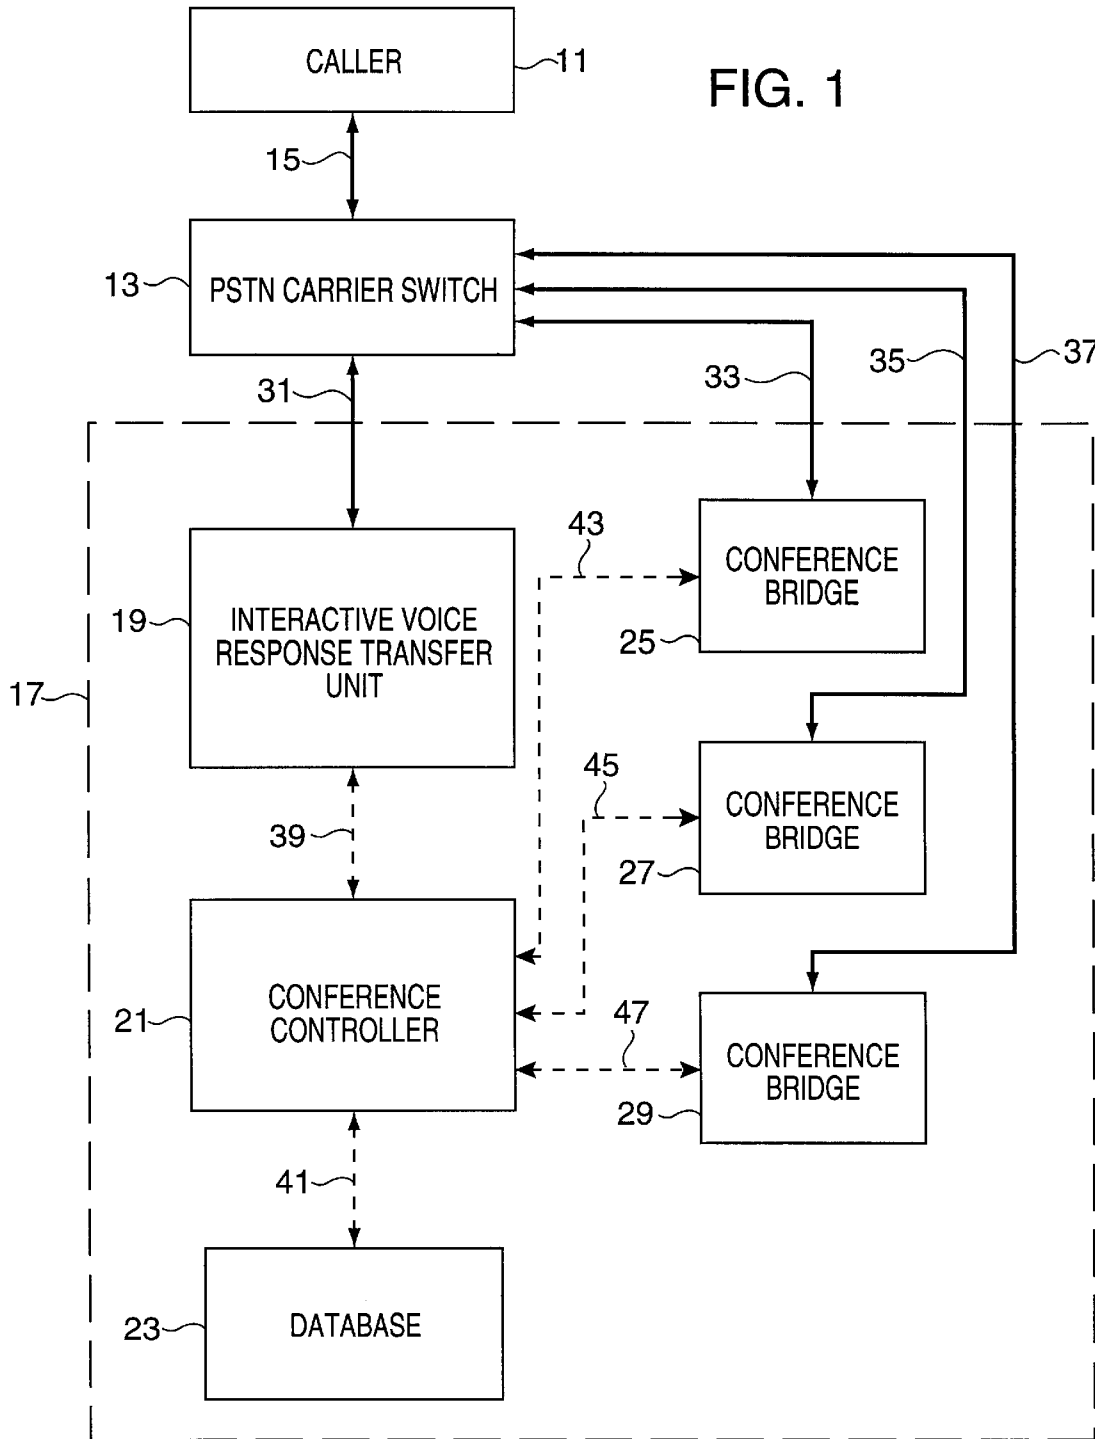 CALLER
11
FIG. 1
15
13
PSTN CARRIER SWITCH
31
33
35
37
17
19
INTERACTIVE VOICE
RESPONSE TRANSFER
UNIT
43
CONFERENCE
BRIDGE
25
45
CONFERENCE
BRIDGE
27
39
21
CONFERENCE
CONTROLLER
47
CONFERENCE
BRIDGE
29
41
23
DATABASE